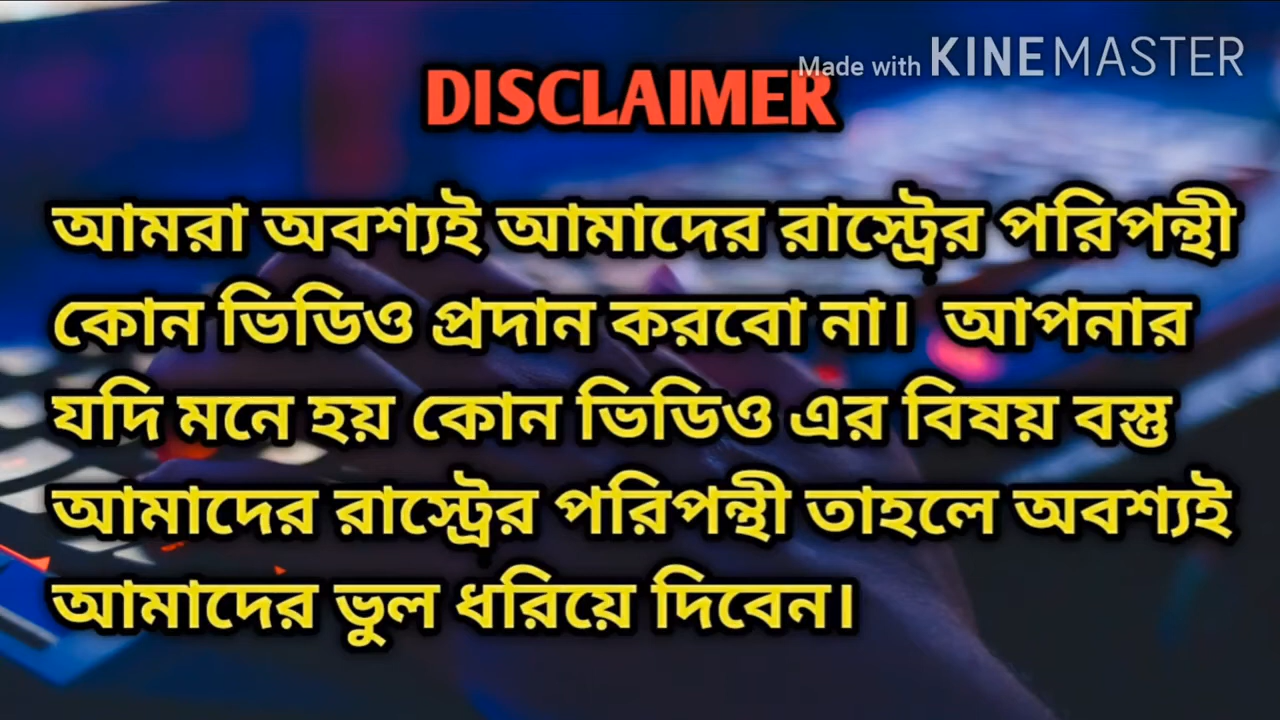 Made with KINEMASTER
DISCLAIMER
আমরা অবশ্যই আমাদের রাস্ট্রের পরিপন্থী
কোন ভিডিও প্রদান করবো না। আপনার
যদি মনে হয় কোন ভিডিও এর বিষয় বস্তু
আমাদের রাস্ট্রের পরিপন্থী তাহলে অবশ্যই
আমাদের ভুল ধরিয়ে দিবেন।